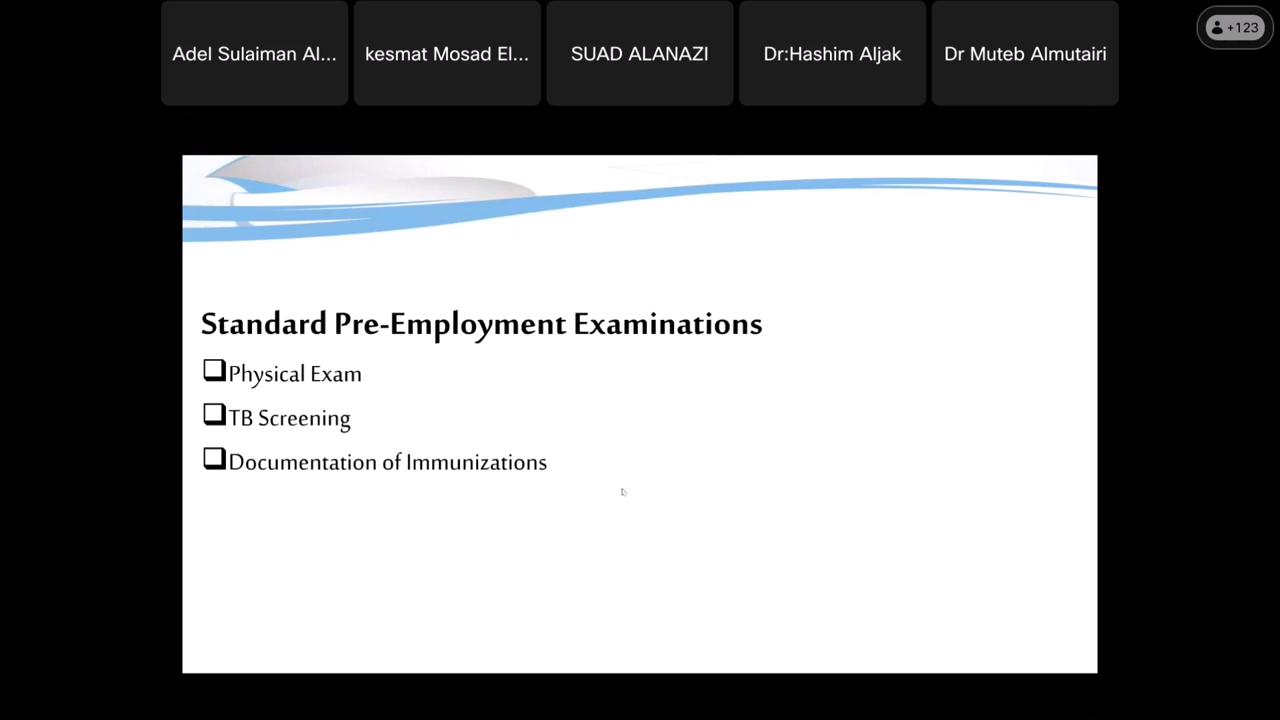 Adel Sulaiman Al...
kesmat Mosad El...
SUAD ALANAZI
Dr:Hashim Aljak
Dr Muteb Almutairi
+123
Standard Pre-Employment Examinations
Physical Exam
TB Screening
Documentation of Immunizations